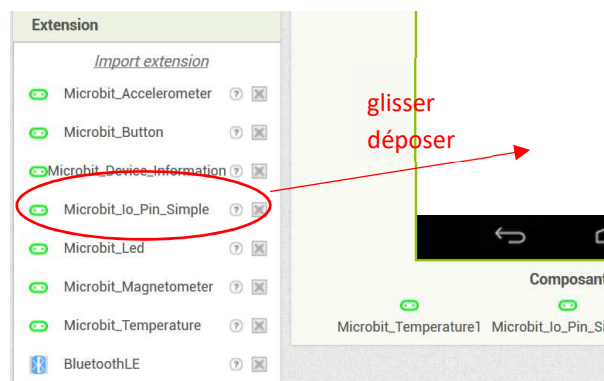 Extension
Import extension
Microbit_Accelerometer
Microbit_Button
Microbit_Device_Information
Microbit_Io_Pin_Simple
Microbit_Led
Microbit_Magnetometer
Microbit_Temperature
BluetoothLE
glisser
déposer
Composant
Microbit_Temperature1 Microbit_Io_Pin_Si